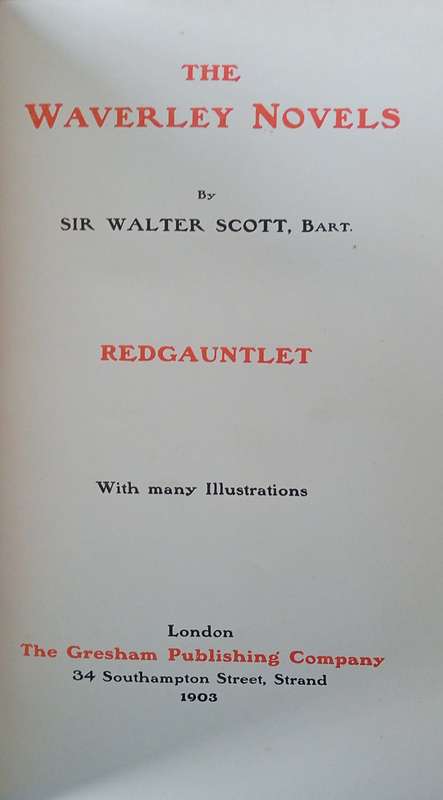 THE
WAVERLEY NOVELS
By
SIR WALTER SCOTT, BART.
REDGAUNTLET
With many Illustrations
London
The Gresham Publishing Company
34 Southampton Street, Strand
1903